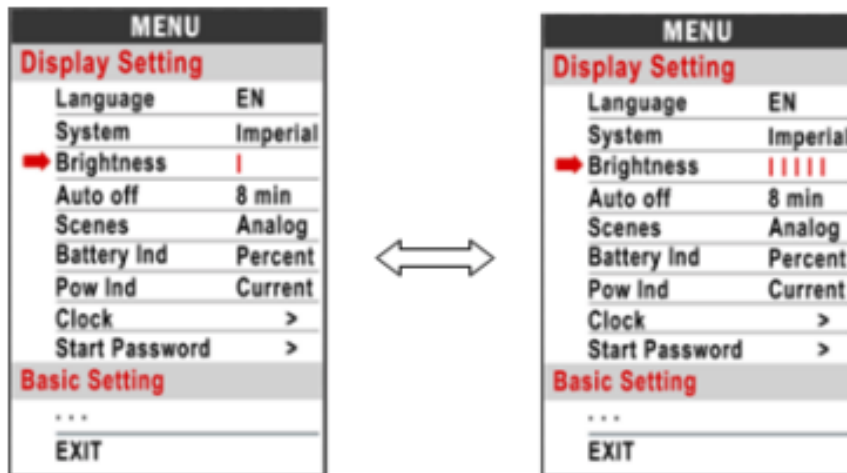 MENU
Display Setting
Language EN
System Imperial
Brightness I
Auto off 8 min
Scenes Analog
Battery Ind Percent
Pow Ind Current
Clock >
Start Password >
Basic Setting
...
EXIT
MENU
Display Setting
Language EN
System Imperial
Brightness I I I I I
Auto off 8 min
Scenes Analog
Battery Ind Percent
Pow Ind Current
Clock >
Start Password >
Basic Setting
...
EXIT